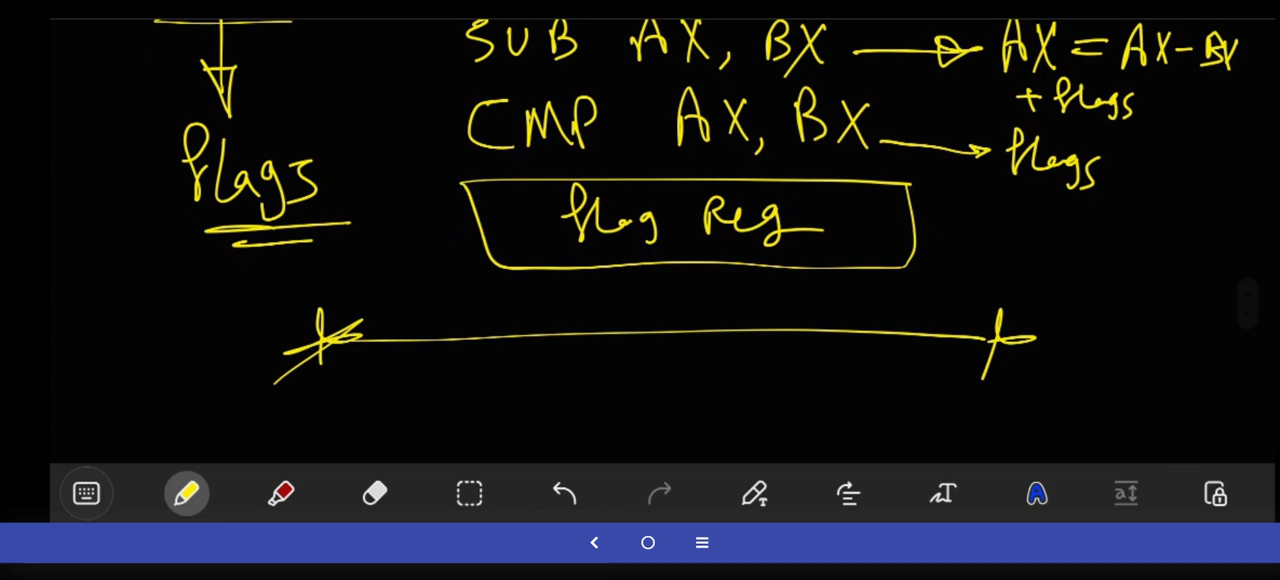 SUB AX, BX → AX = AX - BX
+ flags
CMP AX, BX → flags
flags
flag Reg